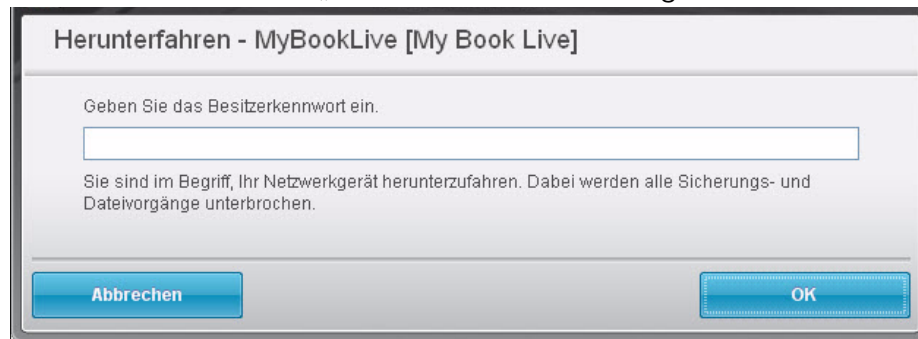 Herunterfahren - MyBookLive [My Book Live]
Geben Sie das Besitzerkennwort ein.
Sie sind im Begriff, Ihr Netzwerkgerät herunterzufahren. Dabei werden alle Sicherungs- und
Dateivorgänge unterbrochen.
Abbrechen
OK